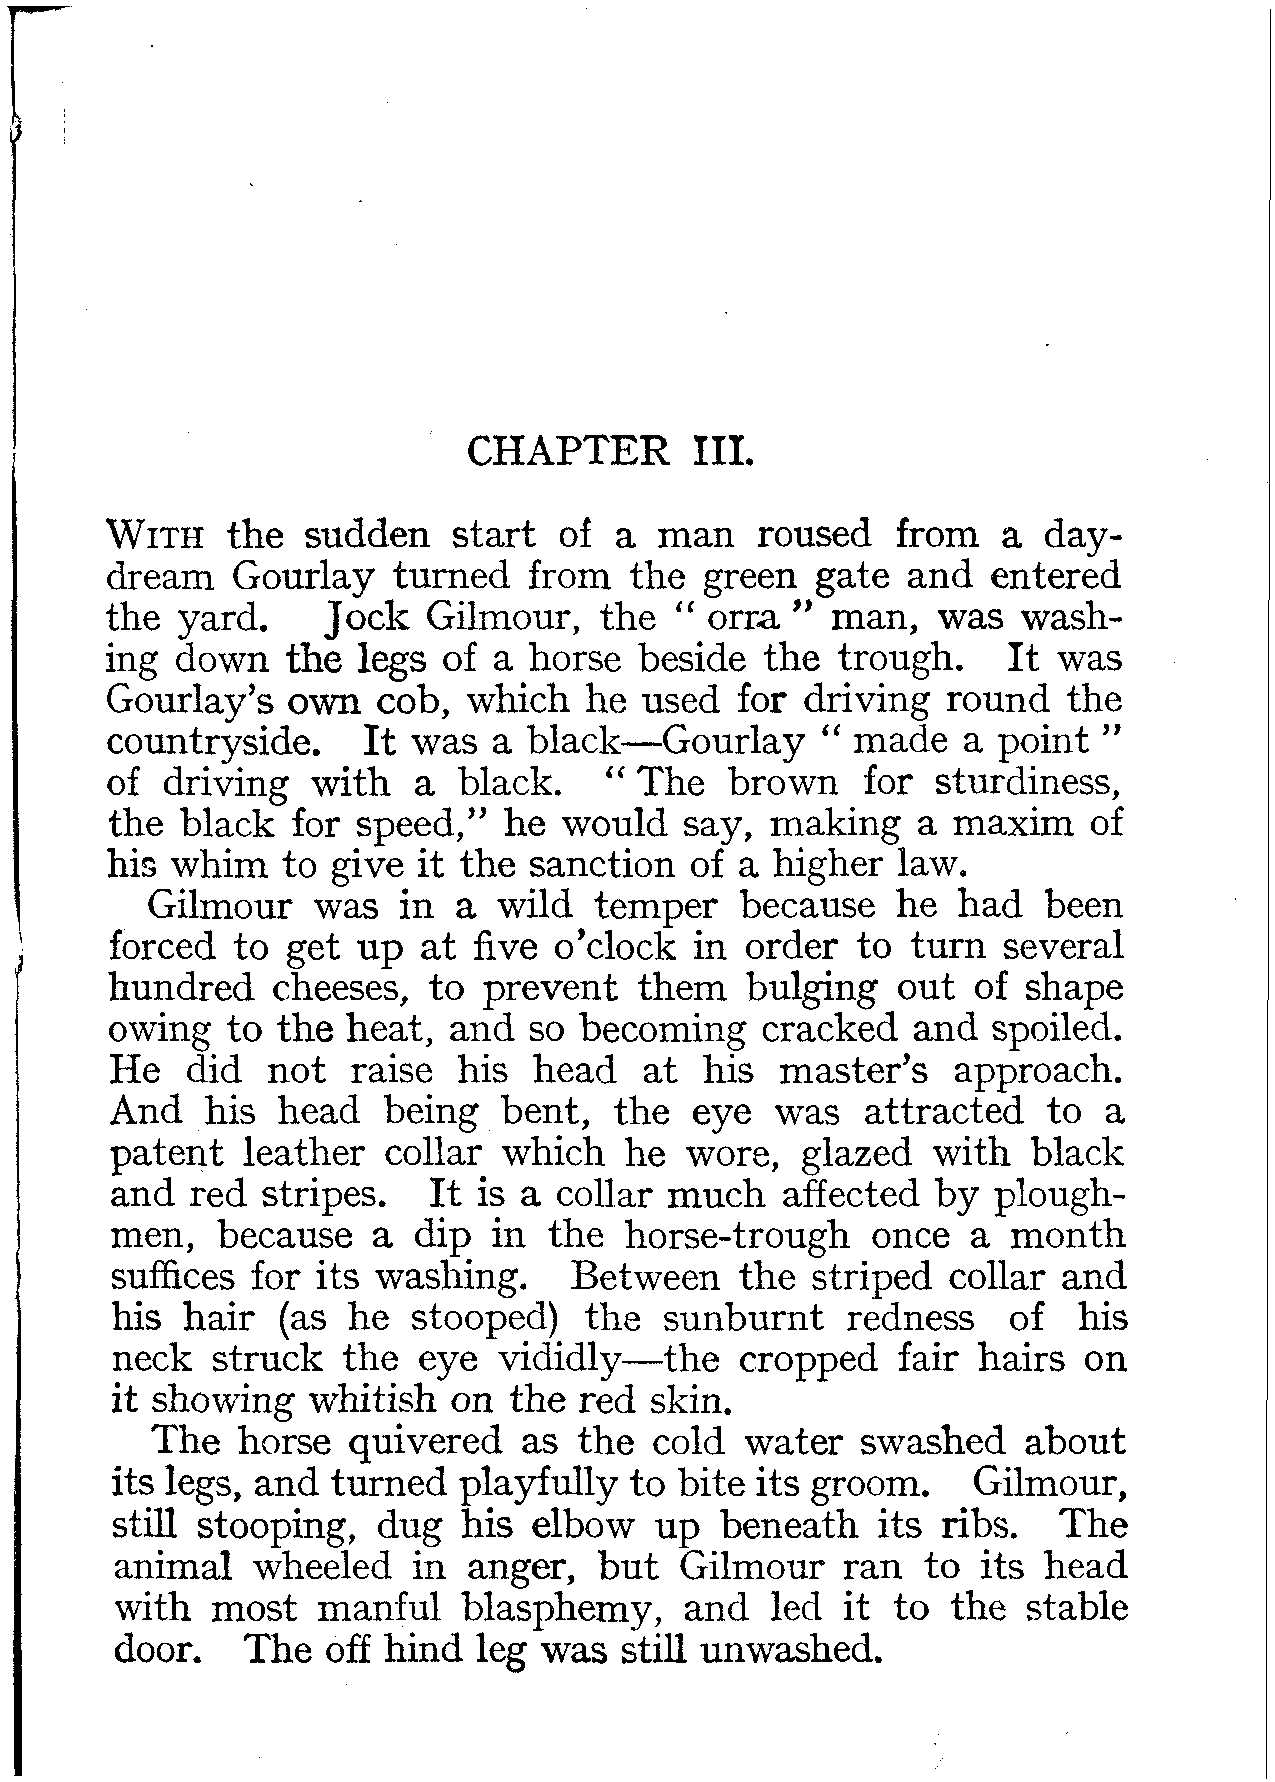 CHAPTER III.
WITH the sudden start of a man roused from a day-
dream Gourlay turned from the green gate and entered
the yard. Jock Gilmour, the " orra " man, was wash-
ing down the legs of a horse beside the trough. It was
Gourlay's own cob, which he used for driving round the
countryside. It was a black—Gourlay " made a point "
of driving with a black. " The brown for sturdiness,
the black for speed," he would say, making a maxim of
his whim to give it the sanction of a higher law.
Gilmour was in a wild temper because he had been
forced to get up at five o'clock in order to turn several
hundred cheeses, to prevent them bulging out of shape
owing to the heat, and so becoming cracked and spoiled.
He did not raise his head at his master's approach.
And his head being bent, the eye was attracted to a
patent leather collar which he wore, glazed with black
and red stripes. It is a collar much affected by plough-
men, because a dip in the horse-trough once a month
suffices for its washing. Between the striped collar and
his hair (as he stooped) the sunburnt redness of his
neck struck the eye vididly—the cropped fair hairs on
it showing whitish on the red skin.
The horse quivered as the cold water swashed about
its legs, and turned playfully to bite its groom. Gilmour,
still stooping, dug his elbow up beneath its ribs. The
animal wheeled in anger, but Gilmour ran to its head
with most manful blasphemy, and led it to the stable
door. The off hind leg was still unwashed.